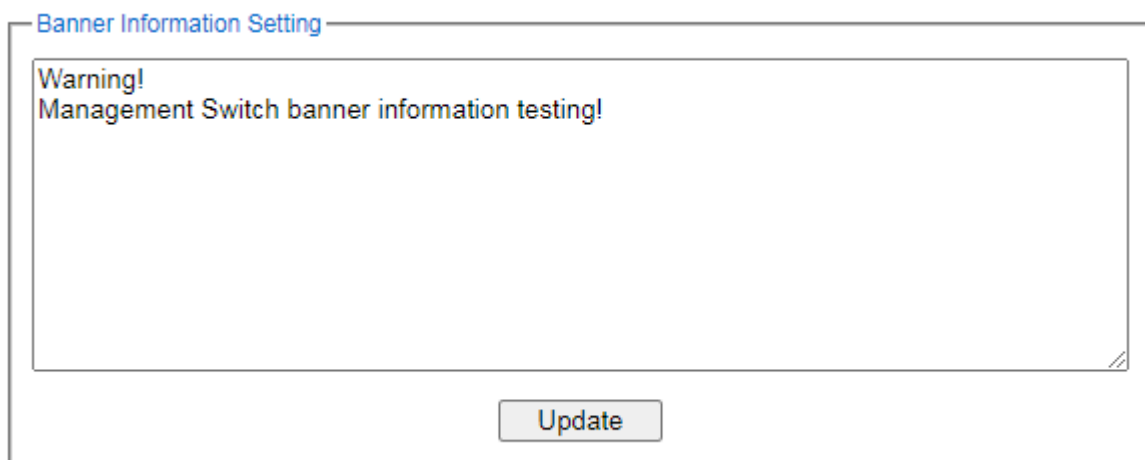 Banner Information Setting
Warning!
Management Switch banner information testing!
Update